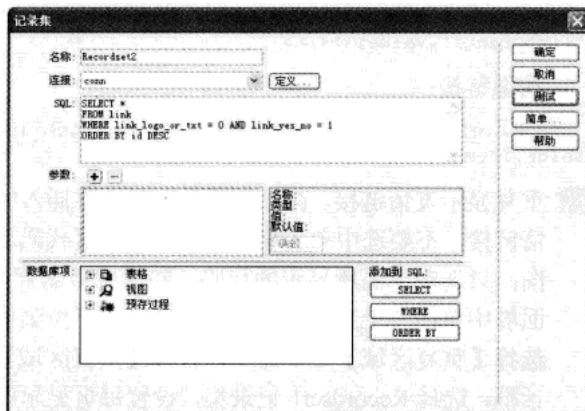 记录集
名称: Recordset2
连接: conn
定义...
SQL: SELECT *
FROM link
WHERE link_logo_or_txt = 0 AND link_yes_no = 1
ORDER BY id DESC
参数:
名称:
类型:
值:
默认值:
数据库项:
表格
视图
预存过程
添加到 SQL:
SELECT
WHERE
ORDER BY
确定
取消
测试
简单...
帮助